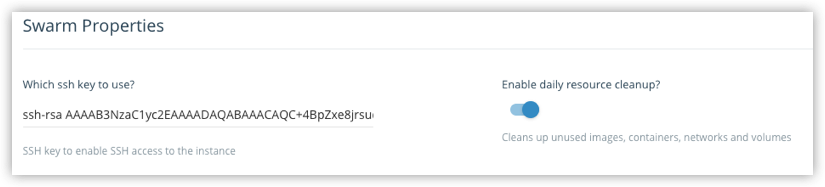 Swarm Properties
Which ssh key to use?
Enable daily resource cleanup?
ssh-rsa AAAAB3NzaC1yc2EAAAADAQABAAACAQC+4BpZxe8jrsu
Cleans up unused images, containers, networks and volumes
SSH key to enable SSH access to the instance